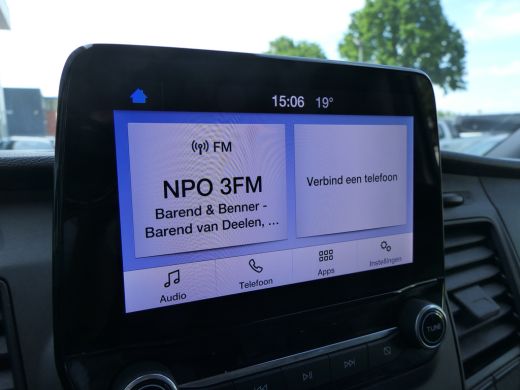 15:06 19°
FM
NPO 3FM
Barend & Benner -
Barend van Deelen, ...
Verbind een telefoon
Audio
Telefoon
Apps
Instellingen
TUNE